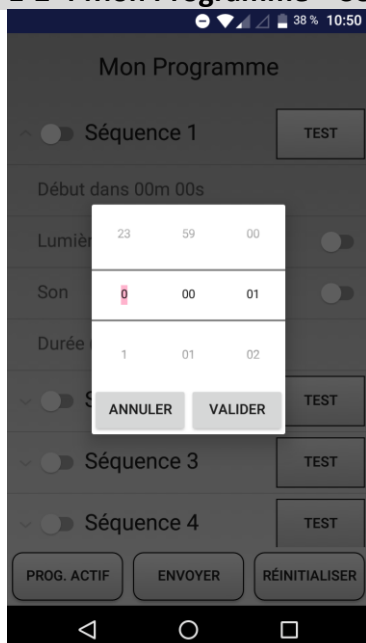 38 % 10:50
Mon Programme
Séquence 1 TEST
Début dans 00m 00s
Lumiè
Son
Durée
23 59 00
0 00 01
1 01 02
ANNULER VALIDER
TEST
Séquence 3 TEST
Séquence 4 TEST
PROG. ACTIF ENVOYER RÉINITIALISER